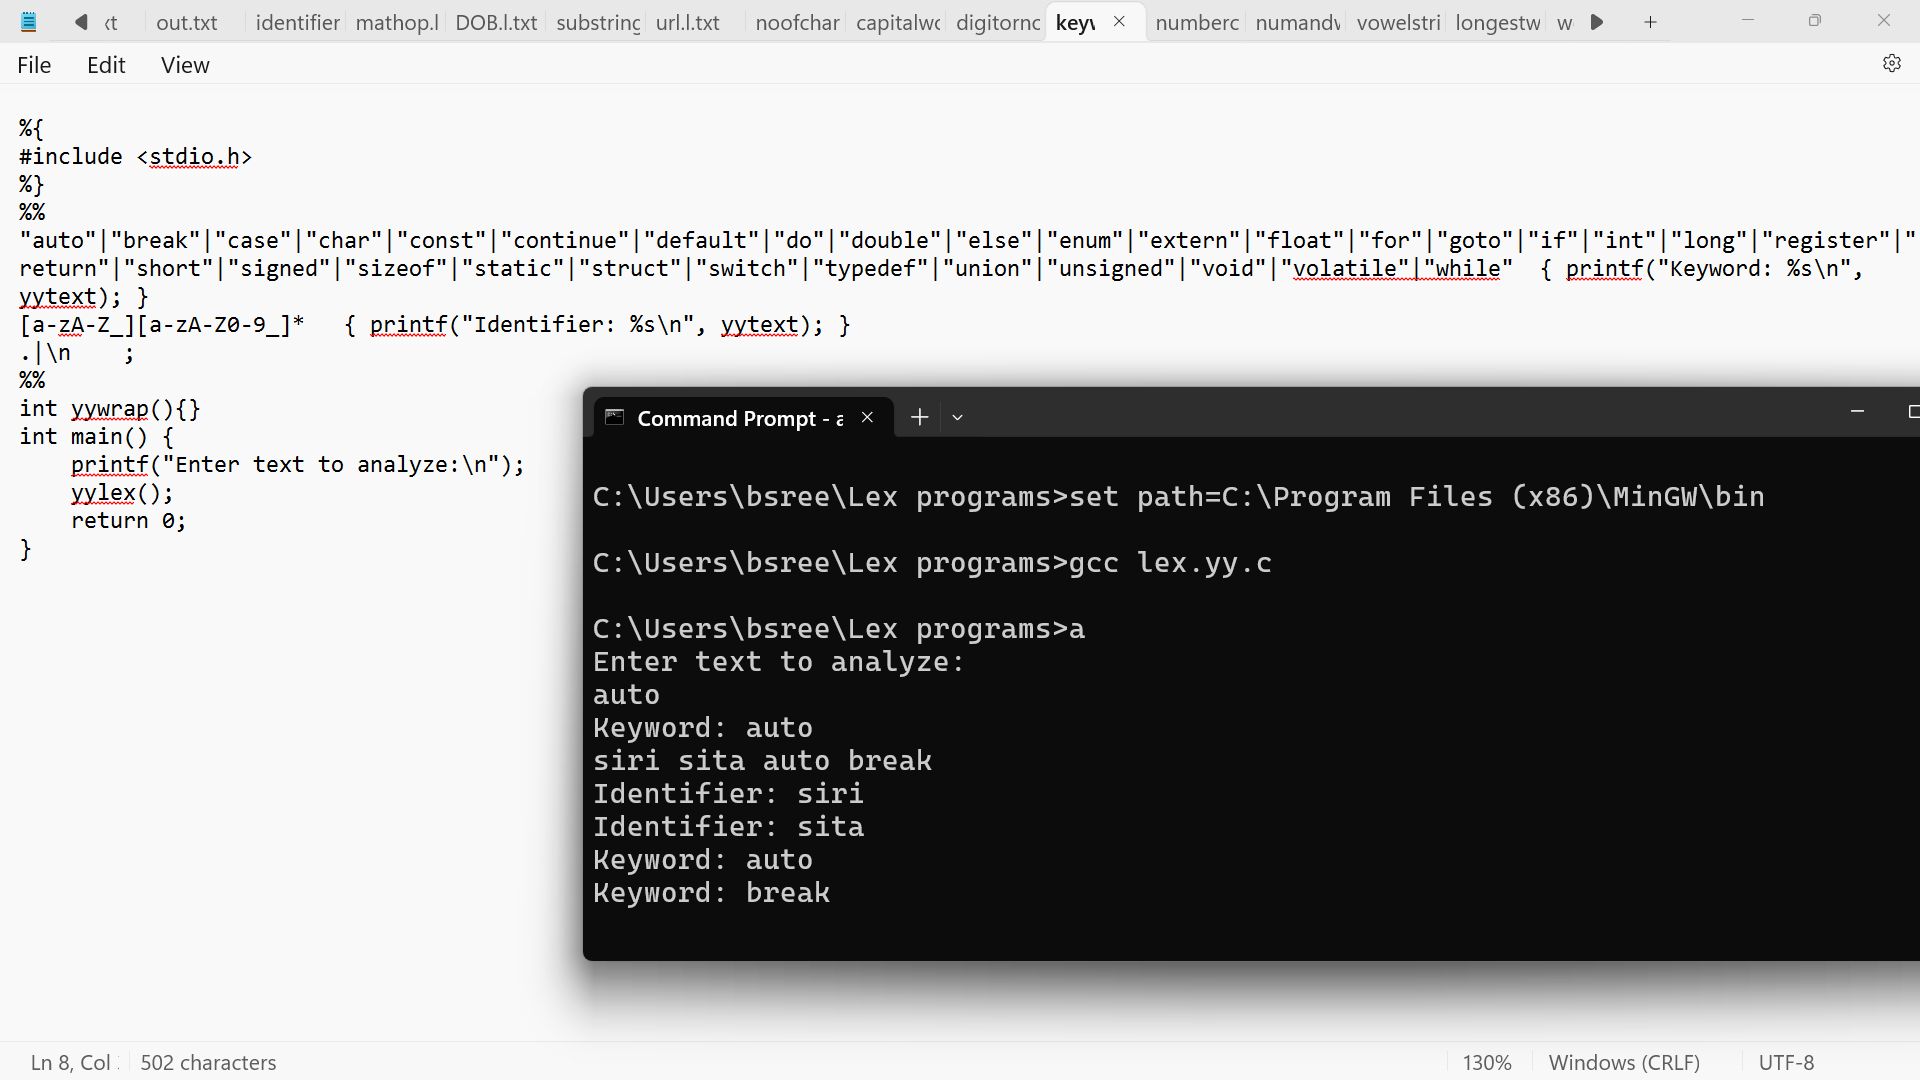 xt out.txt identifier mathop.l DOB.l.txt substring url.l.txt noofchar capitalwo digitorno keyw numberc numandv vowelstri longestw w
File Edit View
%{
#include <stdio.h>
%}
%%
"auto"|"break"|"case"|"char"|"const"|"continue"|"default"|"do"|"double"|"else"|"enum"|"extern"|"float"|"for"|"goto"|"if"|"int"|"long"|"register"|"
return"|"short"|"signed"|"sizeof"|"static"|"struct"|"switch"|"typedef"|"union"|"unsigned"|"void"|"volatile"|"while"  { printf("Keyword: %s\n",
yytext); }
[a-zA-Z_][a-zA-Z0-9_]*   { printf("Identifier: %s\n", yytext); }
.|\n    ;
%%
int yywrap(){}
int main() {
    printf("Enter text to analyze:\n");
    yylex();
    return 0;
}
Command Prompt - a
C:\Users\bsree\Lex programs>set path=C:\Program Files (x86)\MinGW\bin
C:\Users\bsree\Lex programs>gcc lex.yy.c
C:\Users\bsree\Lex programs>a
Enter text to analyze:
auto
Keyword: auto
siri sita auto break
Identifier: siri
Identifier: sita
Keyword: auto
Keyword: break
Ln 8, Col 502 characters 130% Windows (CRLF) UTF-8